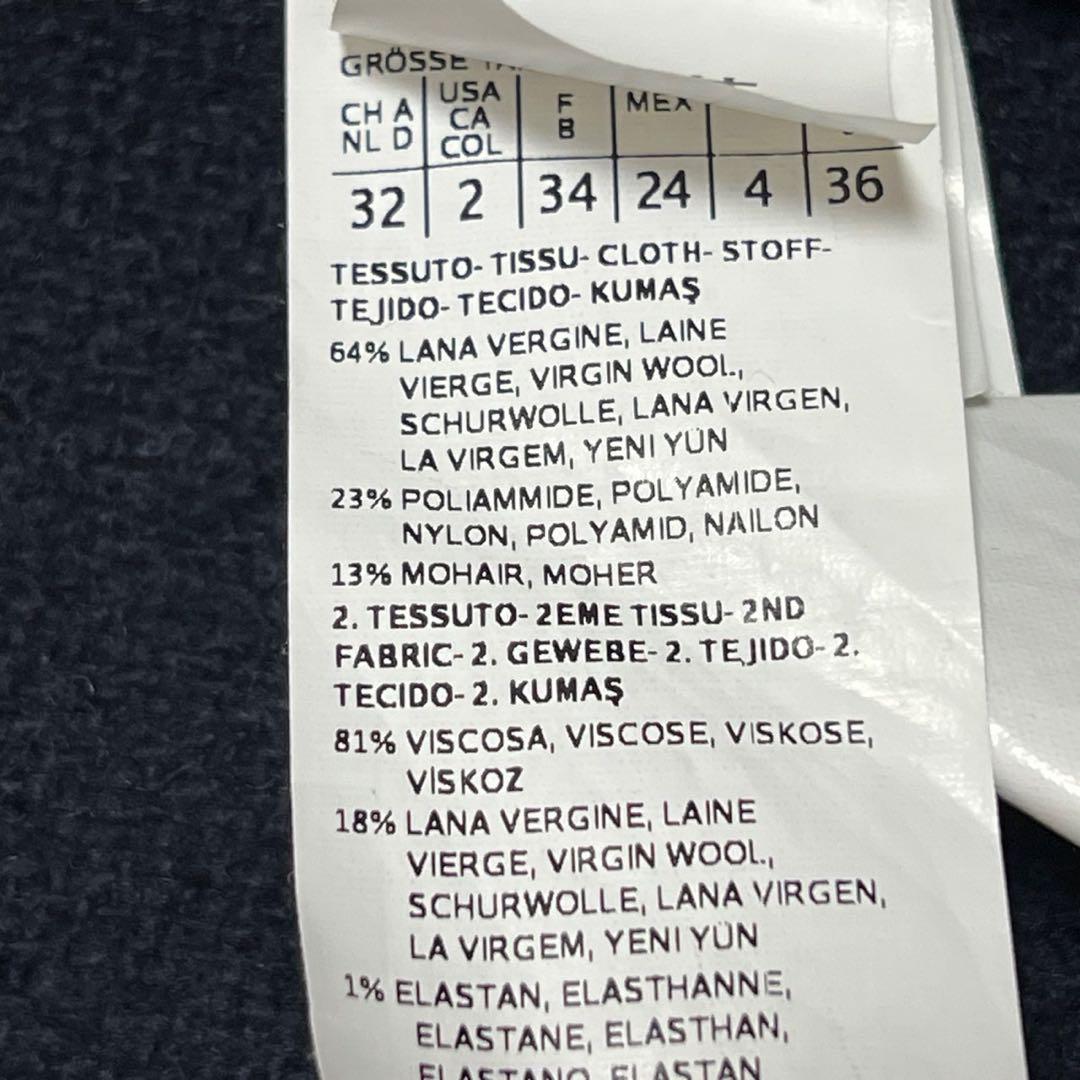 GRÖSSE
CH A USA F MEX
NL D CA B
COL
32 2 34 24 4 36
TESSUTO- TISSU- CLOTH- STOFF-
TEJIDO- TECIDO- KUMAŞ
64% LANA VERGINE, LAINE
VIERGE, VIRGIN WOOL,
SCHURWOLLE, LANA VIRGEN,
LA VIRGEM, YENI YÜN
23% POLIAMMIDE, POLYAMIDE,
NYLON, POLYAMID, NAILON
13% MOHAIR, MOHER
2. TESSUTO- 2EME TISSU- 2ND
FABRIC- 2. GEWEBE- 2. TEJIDO- 2.
TECIDO- 2. KUMAŞ
81% VISCOSA, VISCOSE, VISKOSE,
VİSKOZ
18% LANA VERGINE, LAINE
VIERGE, VIRGIN WOOL,
SCHURWOLLE, LANA VIRGEN,
LA VIRGEM, YENI YÜN
1% ELASTAN, ELASTHANNE,
ELASTANE, ELASTHAN,
ELASTANO, ELASTAN